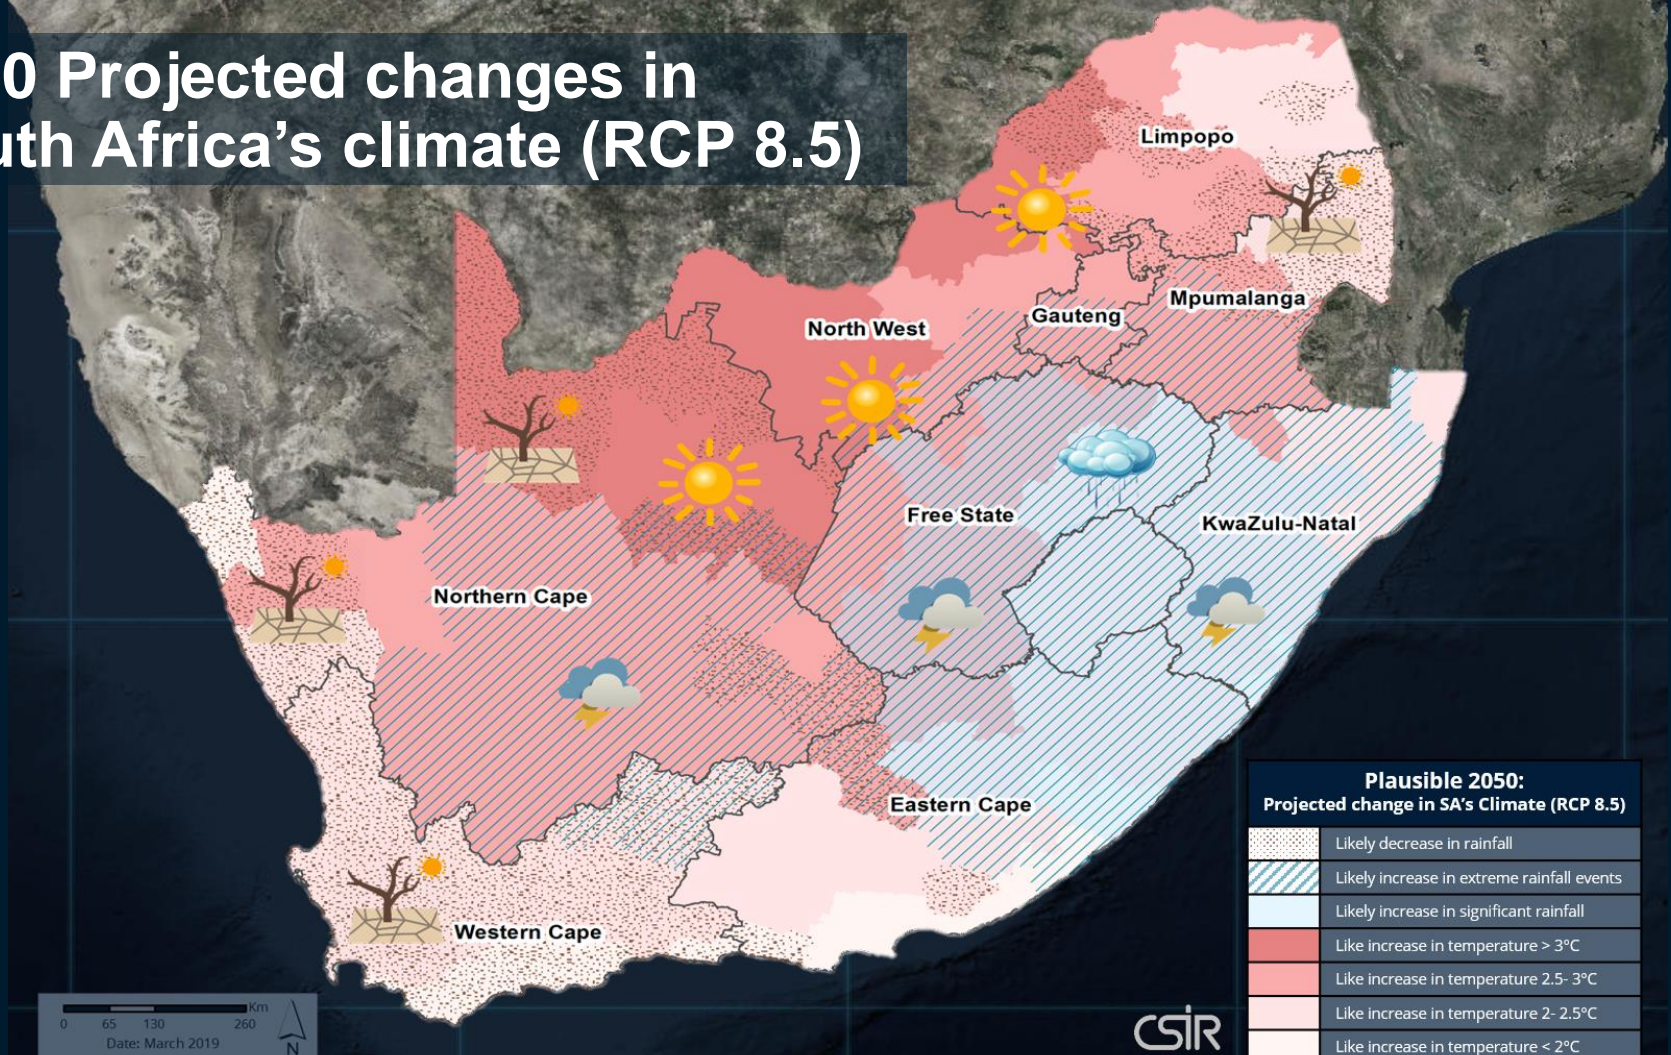 0 Projected changes in
uth Africa’s climate (RCP 8.5)
Limpopo
Mpumalanga
Gauteng
North West
Free State
KwaZulu-Natal
Northern Cape
Eastern Cape
Western Cape
Plausible 2050:
Projected change in SA's Climate (RCP 8.5)
Likely decrease in rainfall
Likely increase in extreme rainfall events
Likely increase in significant rainfall
Like increase in temperature > 3°C
Like increase in temperature 2.5- 3°C
Like increase in temperature 2- 2.5°C
Like increase in temperature < 2°C
Km
0 65 130 260
Date: March 2019
N
CSIR